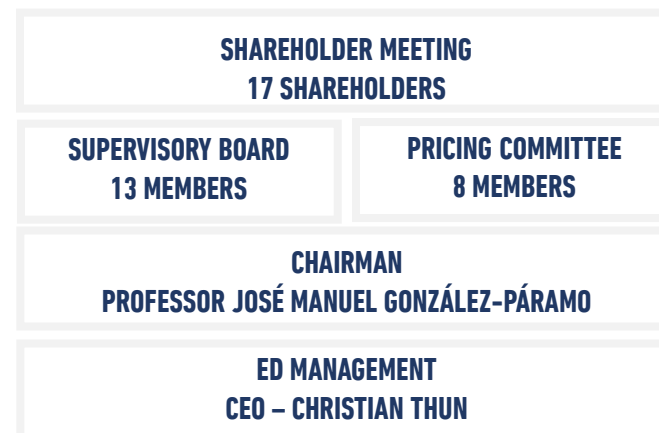 SHAREHOLDER MEETING
17 SHAREHOLDERS
SUPERVISORY BOARD
13 MEMBERS
PRICING COMMITTEE
8 MEMBERS
CHAIRMAN
PROFESSOR JOSÉ MANUEL GONZÁLEZ-PÁRAMO
ED MANAGEMENT
CEO – CHRISTIAN THUN